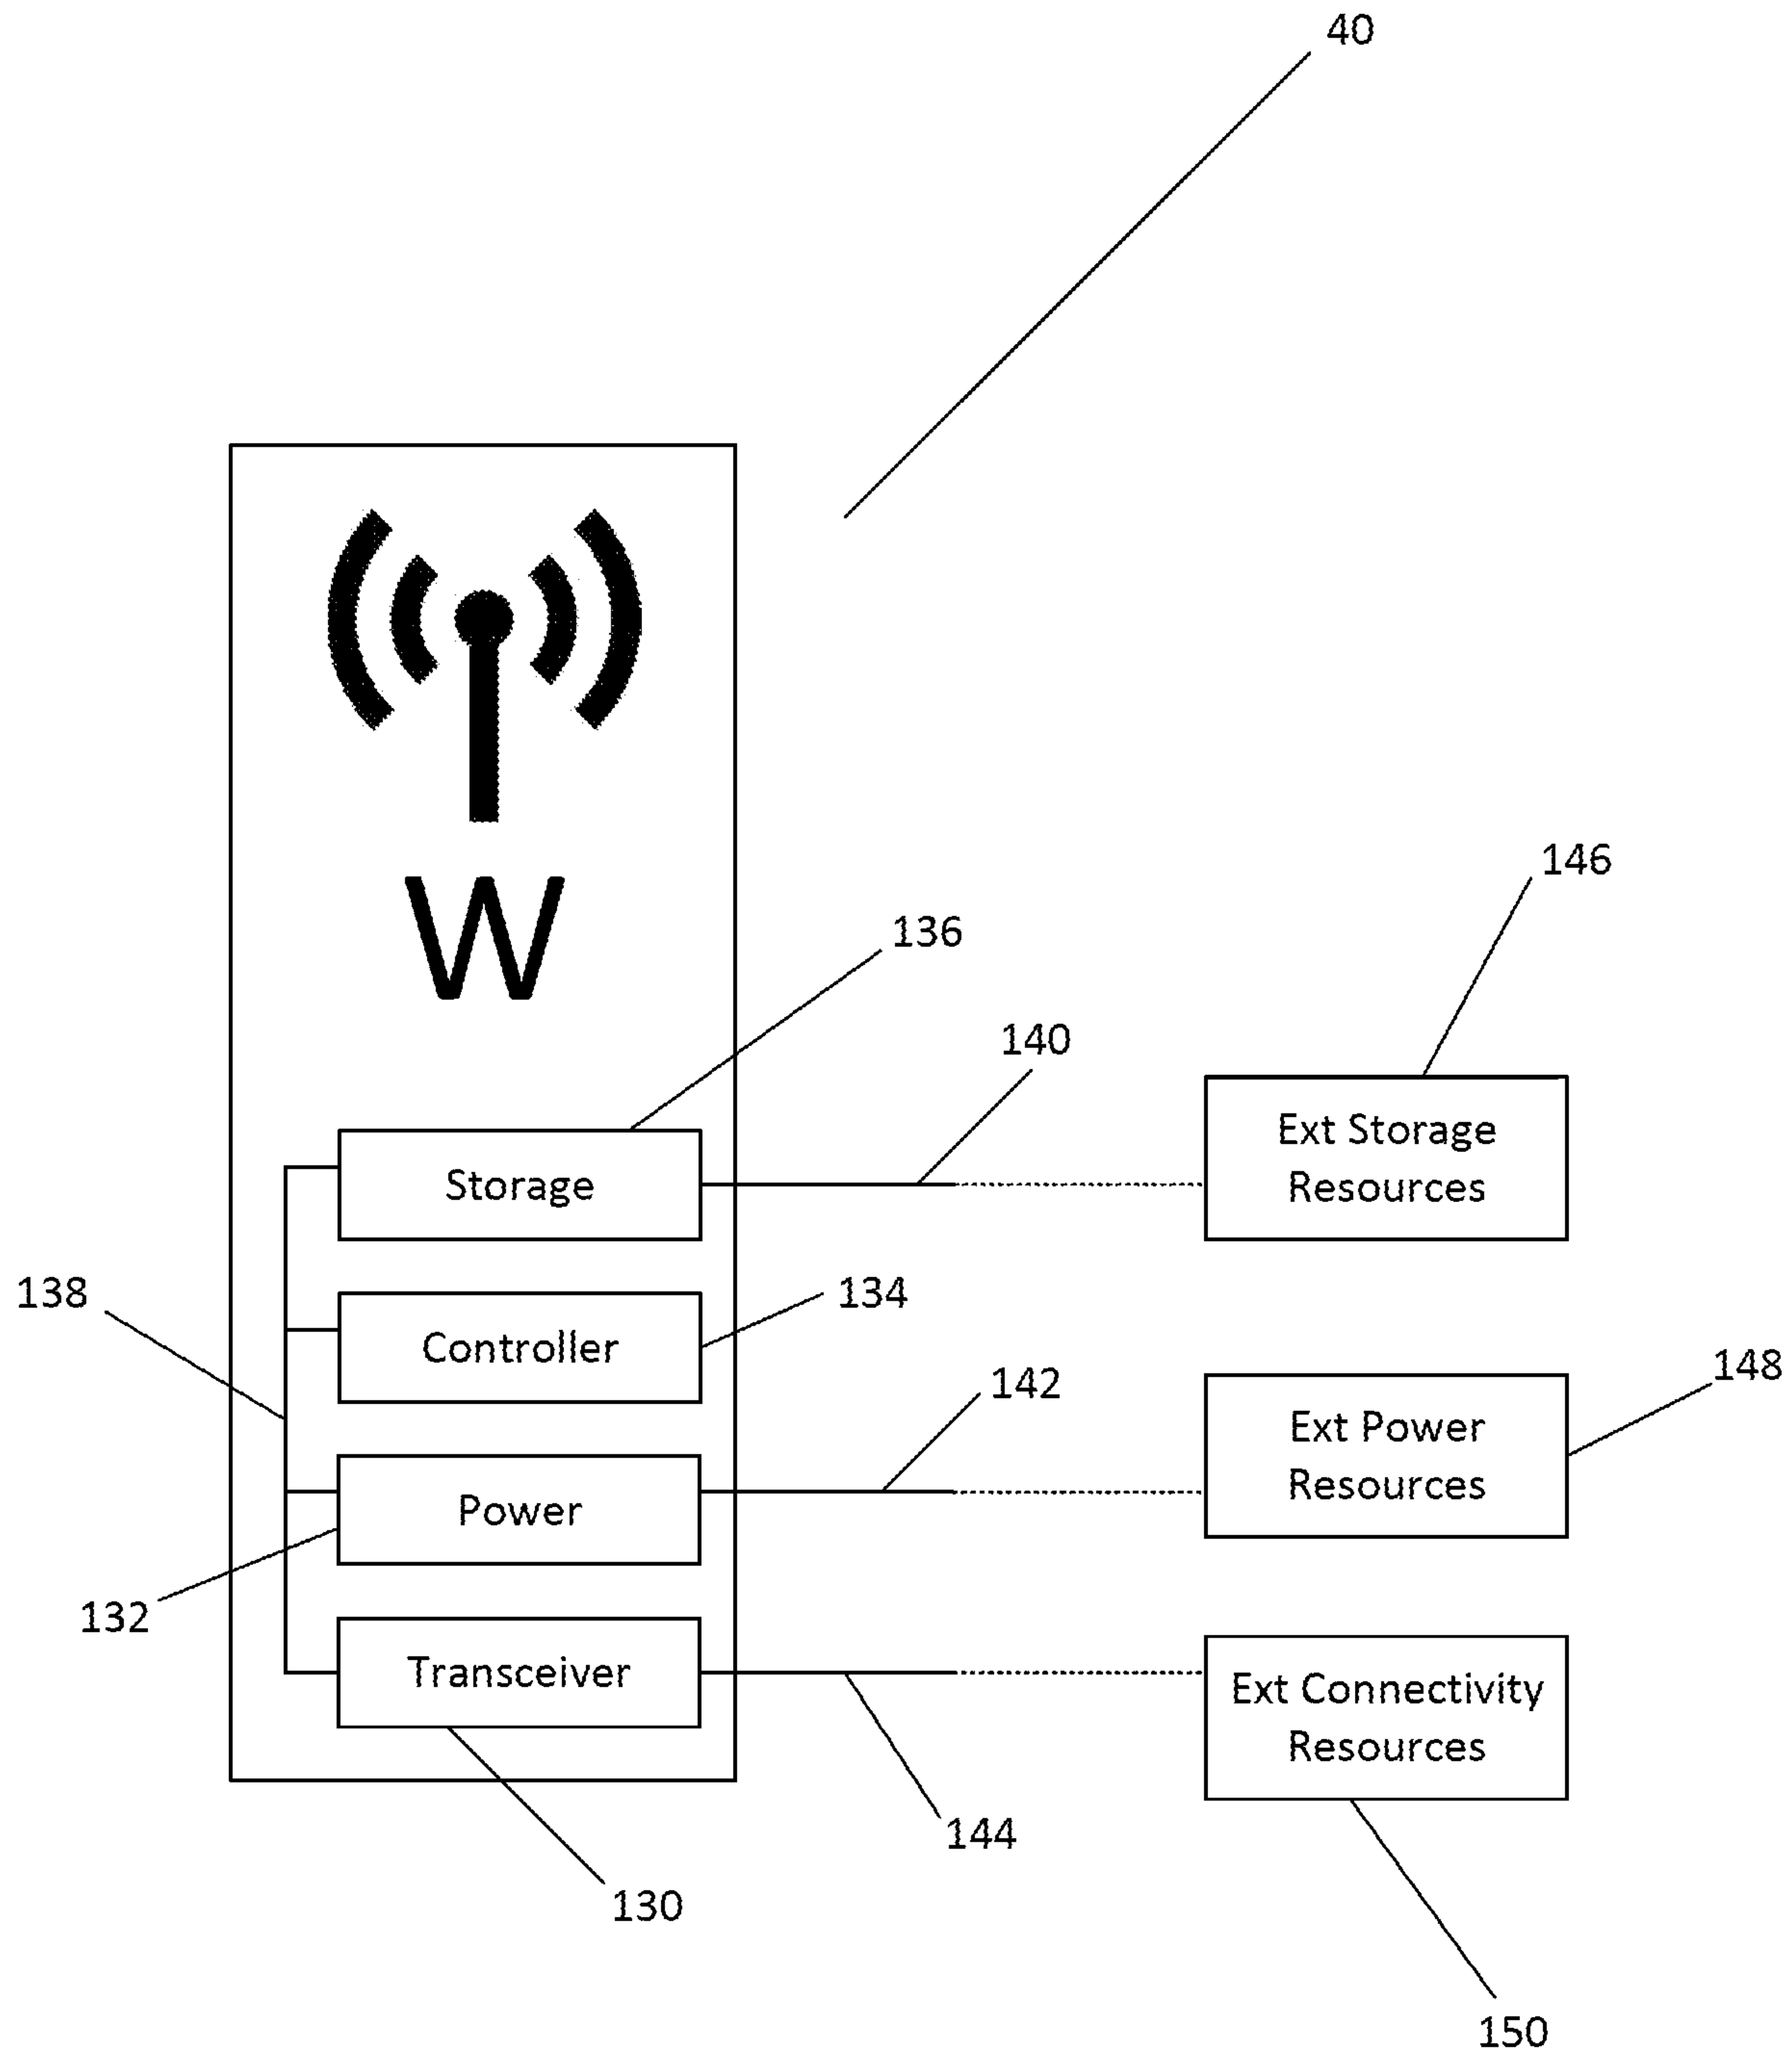 40
146
W
136
140
Ext Storage
Resources
Storage
138
134
Controller
142
148
Ext Power
Resources
Power
132
Transceiver
Ext Connectivity
Resources
144
130
150